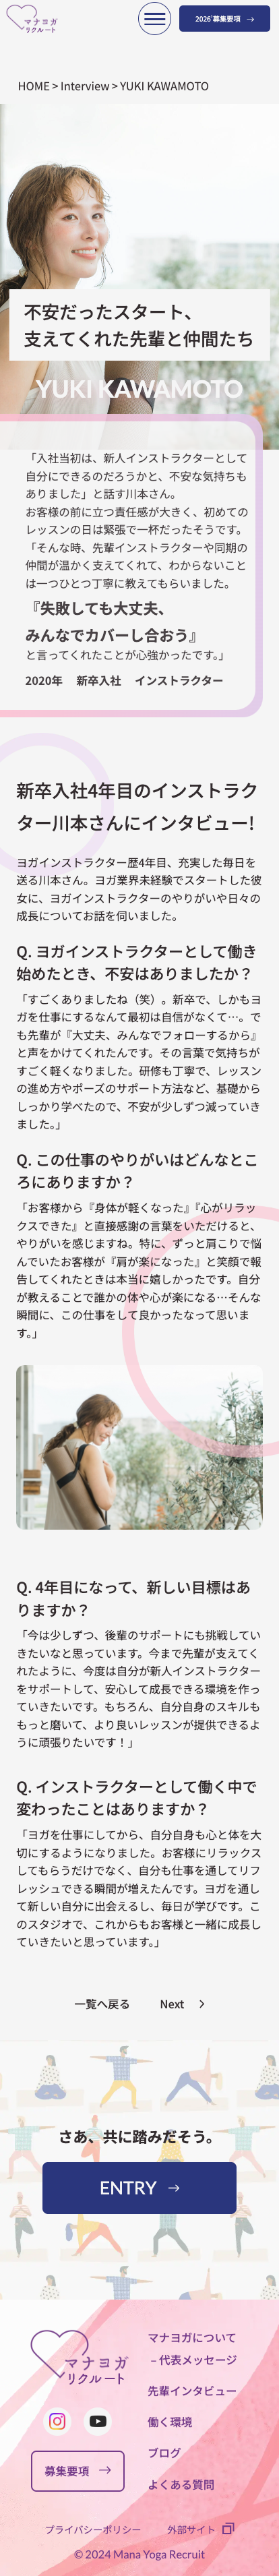 マナヨガ
リクルート
2026'募集要項 →
HOME > Interview > YUKI KAWAMOTO
不安だったスタート、
支えてくれた先輩と仲間たち
YUKI KAWAMOTO
「入社当初は、新人インストラクターとして
自分にできるのだろうかと、不安な気持ちも
ありました」と話す川本さん。
お客様の前に立つ責任感が大きく、初めての
レッスンの日は緊張で一杯だったそうです。
「そんな時、先輩インストラクターや同期の
仲間が温かく支えてくれて、わからないこと
は一つひとつ丁寧に教えてもらいました。
『失敗しても大丈夫、
みんなでカバーし合おう』
と言ってくれたことが心強かったです。」
2020年 新卒入社 インストラクター
新卒入社4年目のインストラク
ター川本さんにインタビュー!
ヨガインストラクター歴4年目、充実した毎日を
送る川本さん。ヨガ業界未経験でスタートした彼
女に、ヨガインストラクターのやりがいや日々の
成長についてお話を伺いました。
Q. ヨガインストラクターとして働き
始めたとき、不安はありましたか？
「すごくありましたね（笑）。新卒で、しかもヨ
ガを仕事にするなんて最初は自信がなくて…。で
も先輩が『大丈夫、みんなでフォローするから』
と声をかけてくれたんです。その言葉で気持ちが
すごく軽くなりました。研修も丁寧で、レッスン
の進め方やポーズのサポート方法など、基礎から
しっかり学べたので、不安が少しずつ減っていき
ました。」
Q. この仕事のやりがいはどんなとこ
ろにありますか？
「お客様から『身体が軽くなった』『心がリラッ
クスできた』と直接感謝の言葉をいただけると、
やりがいを感じますね。特に、ずっと肩こりで悩
んでいたお客様が『肩が楽になった』と笑顔で報
告してくれたときは本当に嬉しかったです。自分
が教えることで誰かの体や心が楽になる…そんな
瞬間に、この仕事をして良かったなって思いま
す。」
Q. 4年目になって、新しい目標はあ
りますか？
「今は少しずつ、後輩のサポートにも挑戦してい
きたいなと思っています。今まで先輩が支えてく
れたように、今度は自分が新人インストラクター
をサポートして、安心して成長できる環境を作っ
ていきたいです。もちろん、自分自身のスキルも
もっと磨いて、より良いレッスンが提供できるよ
うに頑張りたいです！」
Q. インストラクターとして働く中で
変わったことはありますか？
「ヨガを仕事にしてから、自分自身も心と体を大
切にするようになりました。お客様にリラックス
してもらうだけでなく、自分も仕事を通してリフ
レッシュできる瞬間が増えたんです。ヨガを通し
て新しい自分に出会えるし、毎日が学びです。こ
のスタジオで、これからもお客様と一緒に成長し
ていきたいと思っています。」
一覧へ戻る Next >
さあ、共に踏みだそう。
ENTRY →
マナヨガ
リクルート
募集要項 →
マナヨガについて
– 代表メッセージ
先輩インタビュー
働く環境
ブログ
よくある質問
プライバシーポリシー 外部サイト
© 2024 Mana Yoga Recruit